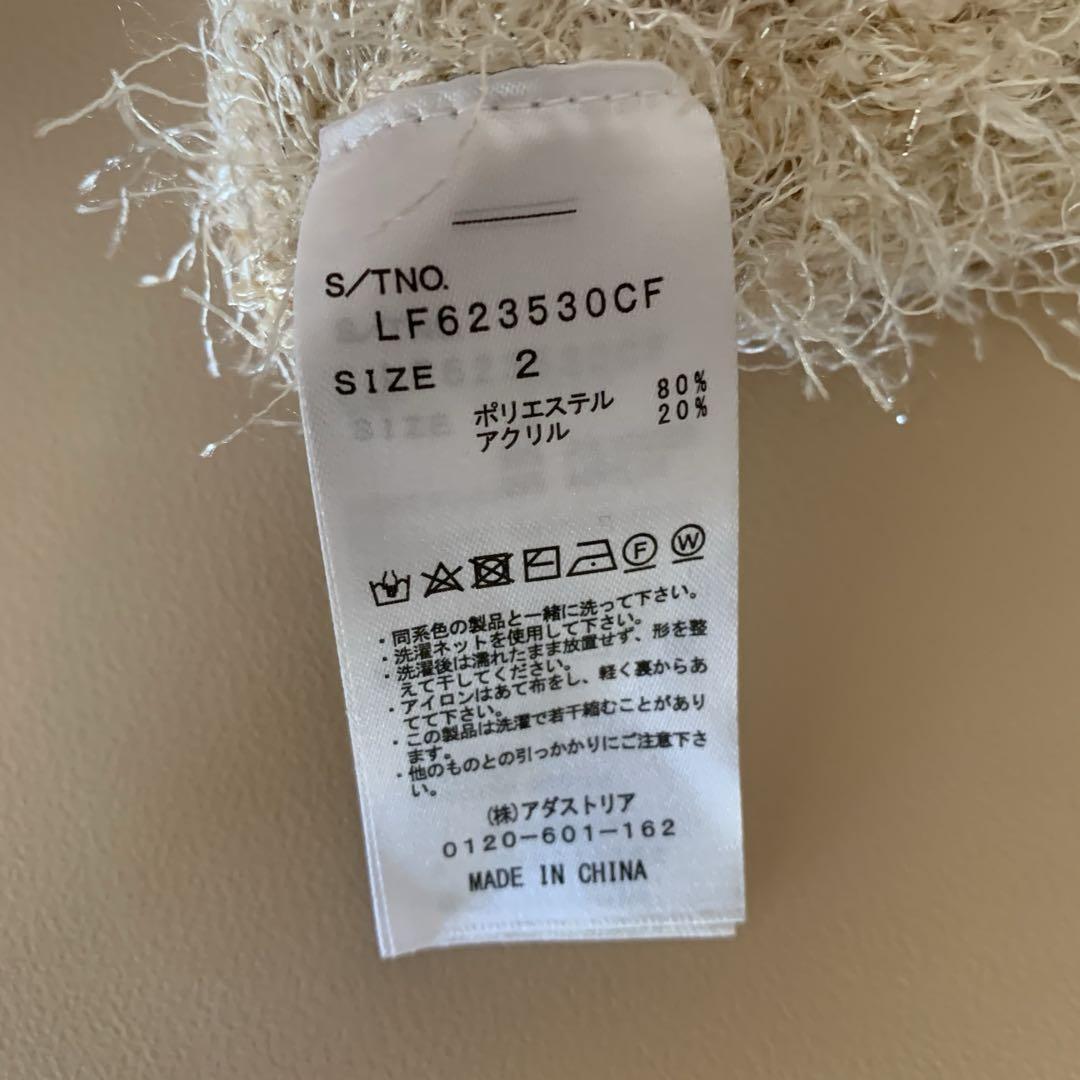 S/TNO.
LF623530CF
SIZE 2
ポリエステル 80%
アクリル 20%
F W
・同系色の製品と一緒に洗って下さい。
・洗濯ネットを使用して下さい。
・洗濯後は濡れたまま放置せず、形を整
えて干してください。
・アイロンはあて布をし、軽く裏からあ
てて下さい。
・この製品は洗濯で若干縮むことがあり
ます。
・他のものとの引っかかりにご注意下さ
い。
(株)アダストリア
0120-601-162
MADE IN CHINA